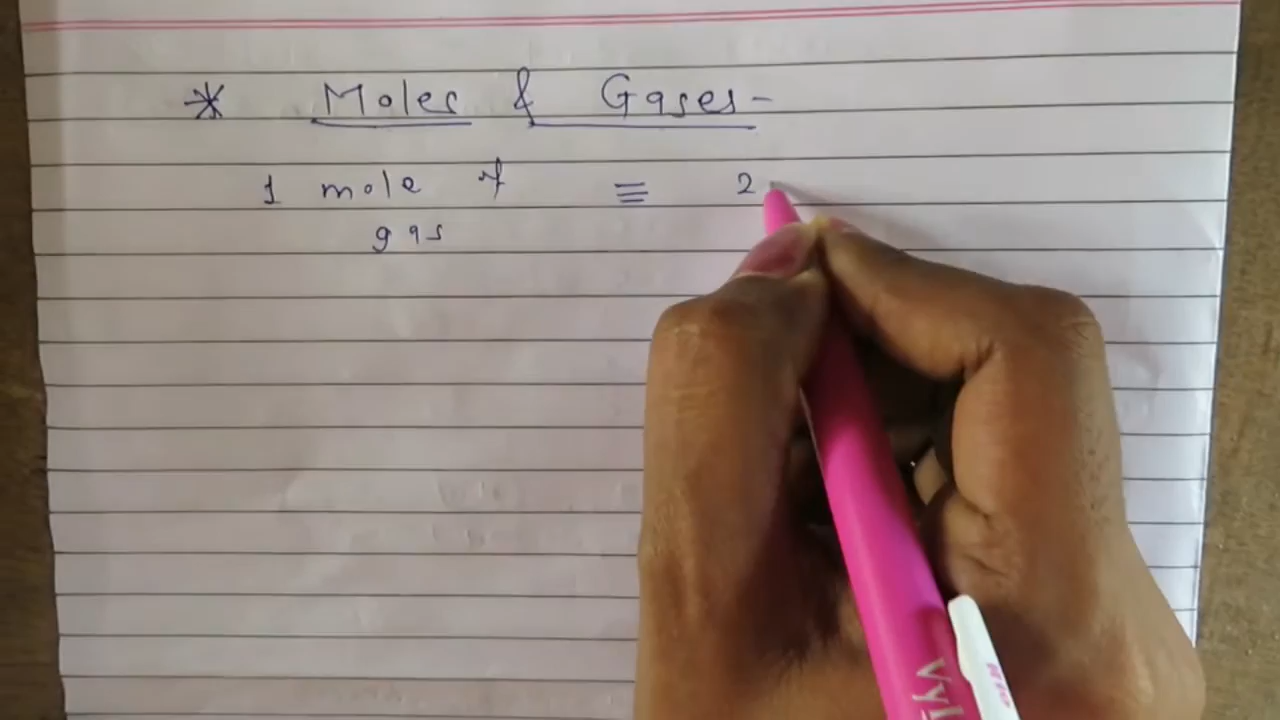 * Moles & Gases-
1 mole of ≡ 2
gas